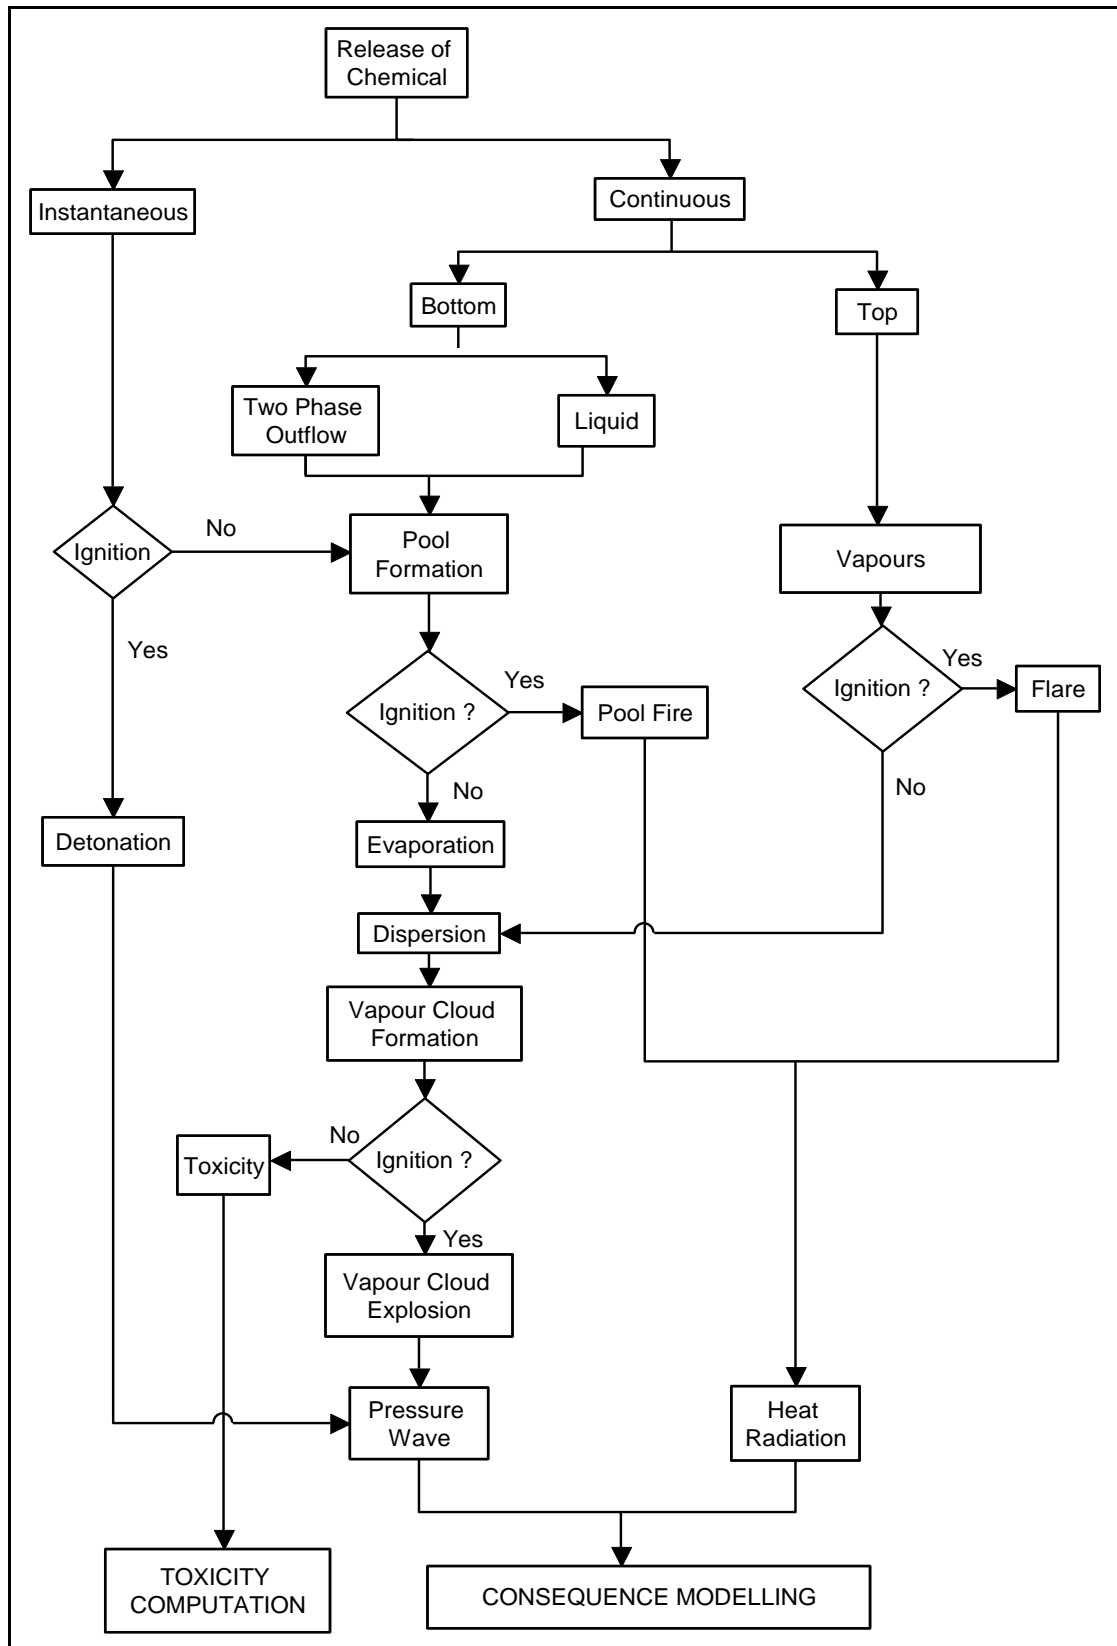 Release of
Chemical
Instantaneous
Continuous
Bottom
Top
Two Phase
Outflow
Liquid
Ignition
No
Pool
Formation
Vapours
Yes
Ignition ?
Yes
Pool Fire
Ignition ?
Yes
Flare
No
No
Detonation
Evaporation
Dispersion
Vapour Cloud
Formation
No
Toxicity
Ignition ?
Yes
Vapour Cloud
Explosion
Pressure
Wave
Heat
Radiation
TOXICITY
COMPUTATION
CONSEQUENCE MODELLING